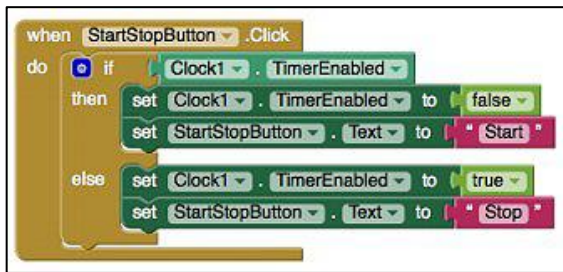 when StartStopButton .Click
do if Clock1 . TimerEnabled
then set Clock1 . TimerEnabled to false
set StartStopButton . Text to " Start "
else set Clock1 . TimerEnabled to true
set StartStopButton . Text to " Stop "